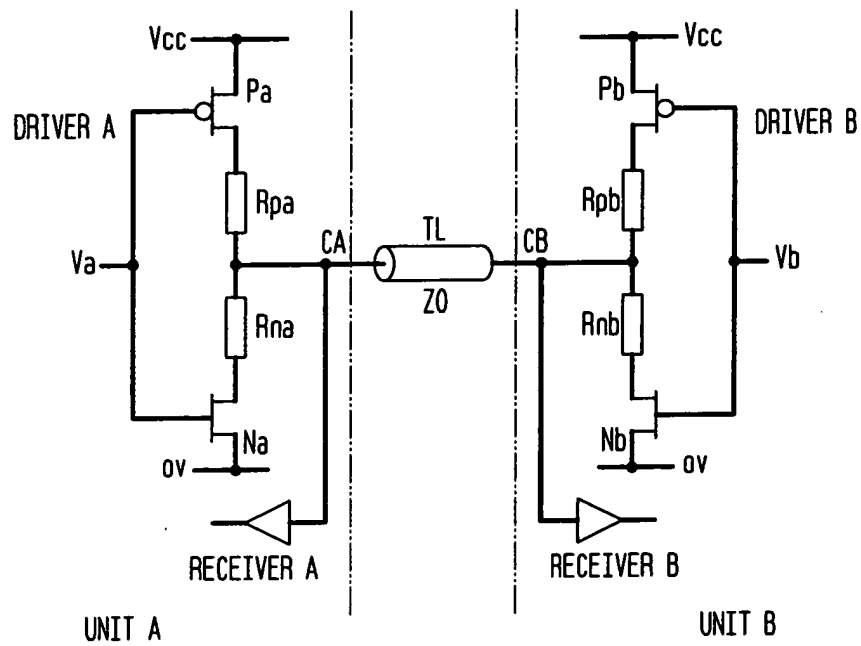 Vcc
Vcc
Pa
Pb
DRIVER A
DRIVER B
Rpa
Rpb
CA
TL
CB
Va
Vb
Z0
Rna
Rnb
Na
Nb
0V
0V
RECEIVER A
RECEIVER B
UNIT A
UNIT B